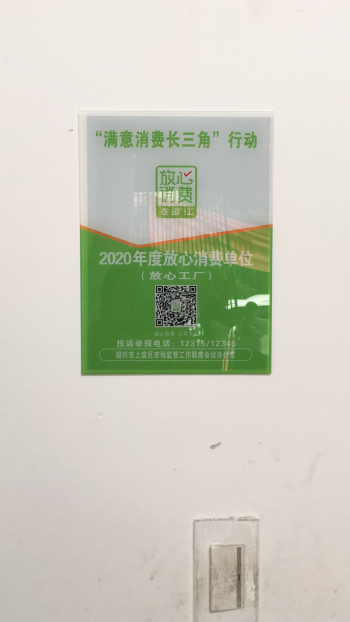 “满意消费长三角”行动
放心
消费
在浙江
2020年度放心消费单位
（放心工厂）
投诉举报电话：12315/12345
绍兴市上虞区市场监管工作联席会议办公室